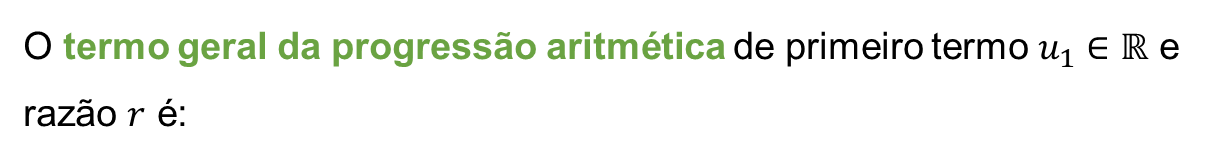 O termo geral da progressão aritmética de primeiro termo 𝑢₁ ∈ ℝ e
razão 𝑟 é: